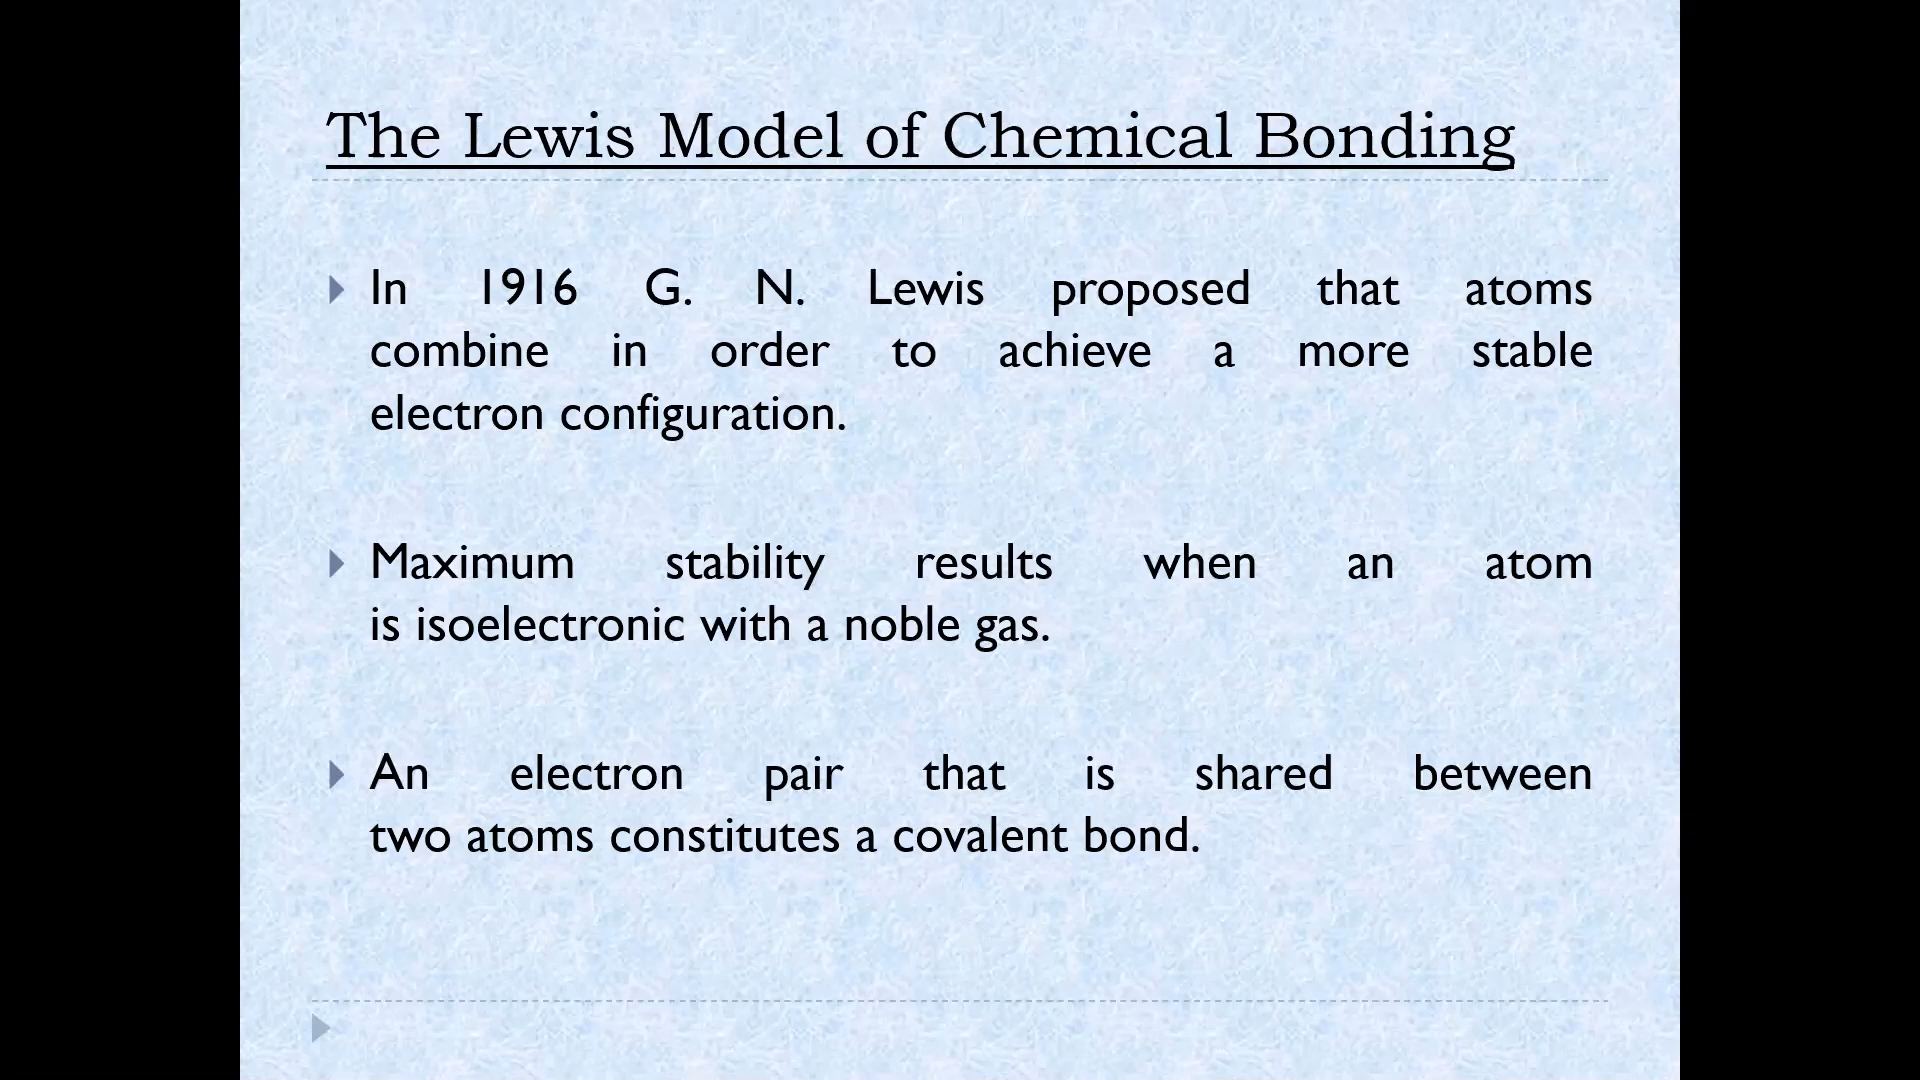 The Lewis Model of Chemical Bonding
In 1916 G. N. Lewis proposed that atoms
combine in order to achieve a more stable
electron configuration.
Maximum stability results when an atom
is isoelectronic with a noble gas.
An electron pair that is shared between
two atoms constitutes a covalent bond.